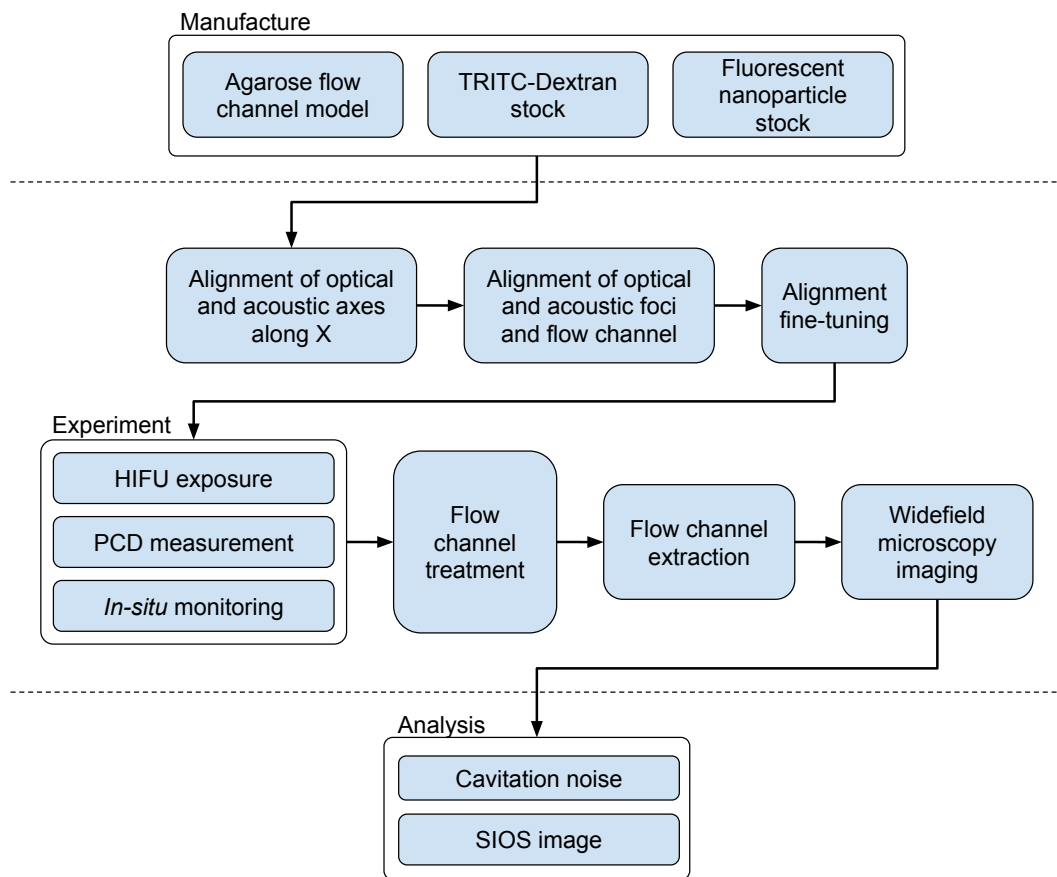 Manufacture
Agarose flow
channel model
TRITC-Dextran
stock
Fluorescent
nanoparticle
stock
Alignment of optical
and acoustic axes
along X
Alignment of optical
and acoustic foci
and flow channel
Alignment
fine-tuning
Experiment
HIFU exposure
PCD measurement
In-situ monitoring
Flow
channel
treatment
Flow channel
extraction
Widefield
microscopy
imaging
Analysis
Cavitation noise
SIOS image